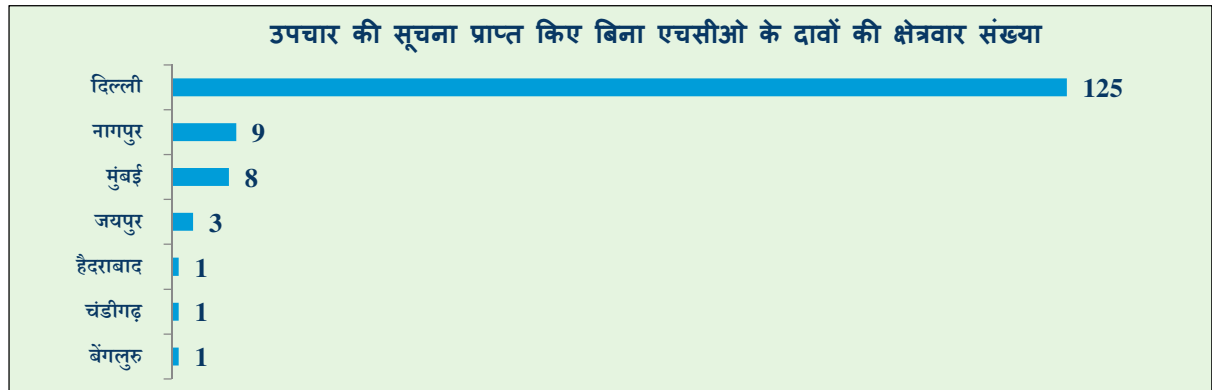 उपचार की सूचना प्राप्त किए बिना एचसीओ के दावों की क्षेत्रवार संख्या
दिल्ली 125
नागपुर 9
मुंबई 8
जयपुर 3
हैदराबाद 1
चंडीगढ़ 1
बेंगलुरु 1